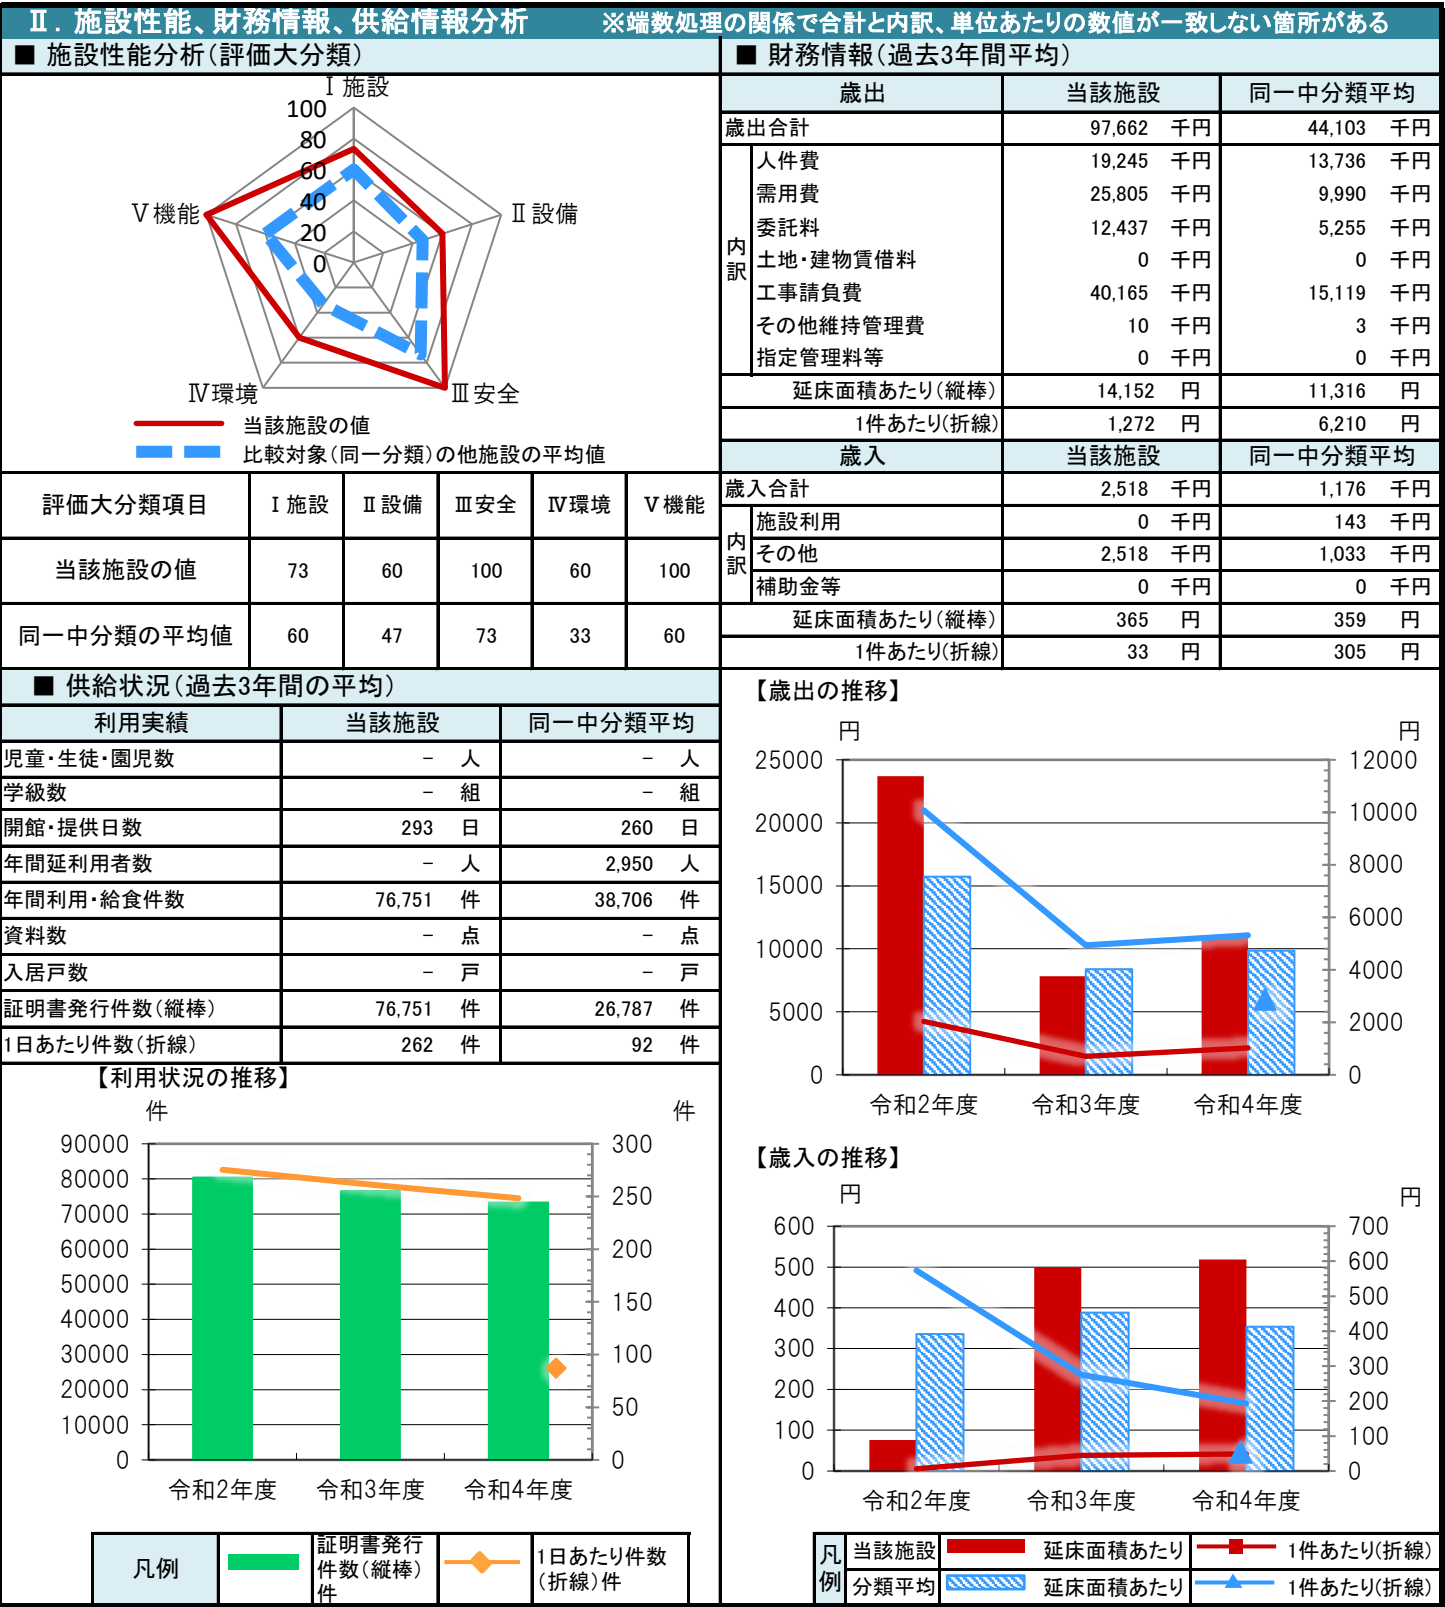 Ⅱ．施設性能、財務情報、供給情報分析　※端数処理の関係で合計と内訳、単位あたりの数値が一致しない箇所がある
■ 施設性能分析（評価大分類）
Ⅰ 施設
100
80
60
40
20
0
Ⅴ 機能
Ⅱ 設備
Ⅳ環境
Ⅲ 安全
当該施設の値
比較対象（同一分類）の他施設の平均値
評価大分類項目 Ⅰ 施設 Ⅱ 設備 Ⅲ安全 Ⅳ環境 Ⅴ 機能
当該施設の値 73 60 100 60 100
同一中分類の平均値 60 47 73 33 60
■ 供給状況（過去3年間の平均）
利用実績 当該施設 同一中分類平均
児童・生徒・園児数 － 人 － 人
学級数 － 組 － 組
開館・提供日数 293 日 260 日
年間延利用者数 － 人 2,950 人
年間利用・給食件数 76,751 件 38,706 件
資料数 － 点 － 点
入居戸数 － 戸 － 戸
証明書発行件数（縦棒） 76,751 件 26,787 件
1日あたり件数（折線） 262 件 92 件
【利用状況の推移】
件 件
90000 300
80000
70000 250
60000 200
50000
40000 150
30000 100
20000
10000 50
0 0
令和2年度 令和3年度 令和4年度
凡例
証明書発行
件数（縦棒）
件
1日あたり件数
（折線）件
■ 財務情報（過去3年間平均）
歳出 当該施設 同一中分類平均
歳出合計 97,662 千円 44,103 千円
内訳
人件費 19,245 千円 13,736 千円
需用費 25,805 千円 9,990 千円
委託料 12,437 千円 5,255 千円
土地・建物賃借料 0 千円 0 千円
工事請負費 40,165 千円 15,119 千円
その他維持管理費 10 千円 3 千円
指定管理料等 0 千円 0 千円
延床面積あたり（縦棒） 14,152 円 11,316 円
1件あたり（折線） 1,272 円 6,210 円
歳入 当該施設 同一中分類平均
歳入合計 2,518 千円 1,176 千円
内訳
施設利用 0 千円 143 千円
その他 2,518 千円 1,033 千円
補助金等 0 千円 0 千円
延床面積あたり（縦棒） 365 円 359 円
1件あたり（折線） 33 円 305 円
【歳出の推移】
円 円
25000 12000
20000 10000
15000 8000
6000
10000 4000
5000 2000
0 0
令和2年度 令和3年度 令和4年度
【歳入の推移】
円 円
600 700
500 600
400 500
300 400
200 300
100 200
0 100
0
令和2年度 令和3年度 令和4年度
凡例
当該施設 延床面積あたり 1件あたり（折線）
分類平均 延床面積あたり 1件あたり（折線）